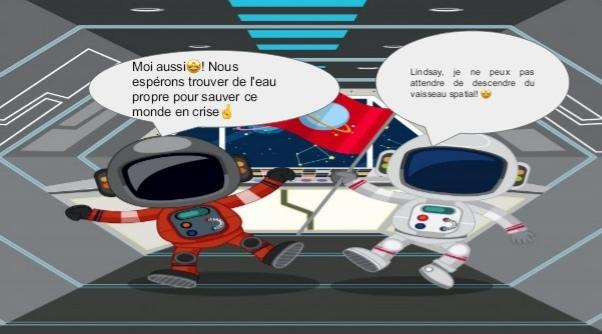 Moi aussi🤩! Nous
espérons trouver de l'eau
propre pour sauver ce
monde en crise🤞
Lindsay, je ne peux pas
attendre de descendre du
vaisseau spatial! 🤩